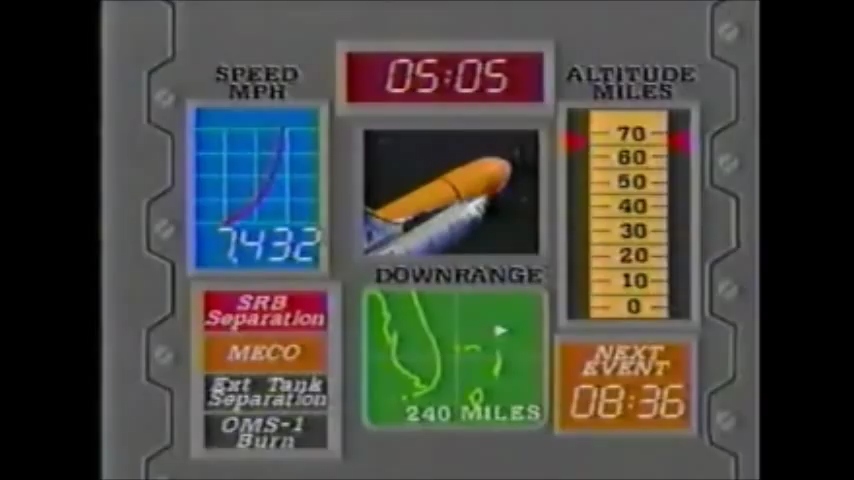 05:05
SPEED
MPH
7,432
ALTITUDE
MILES
70
60
50
40
30
20
10
0
DOWNRANGE
240 MILES
SRB
Separation
MECO
Ext Tank
Separation
OMS-1
Burn
NEXT
EVENT
08:36